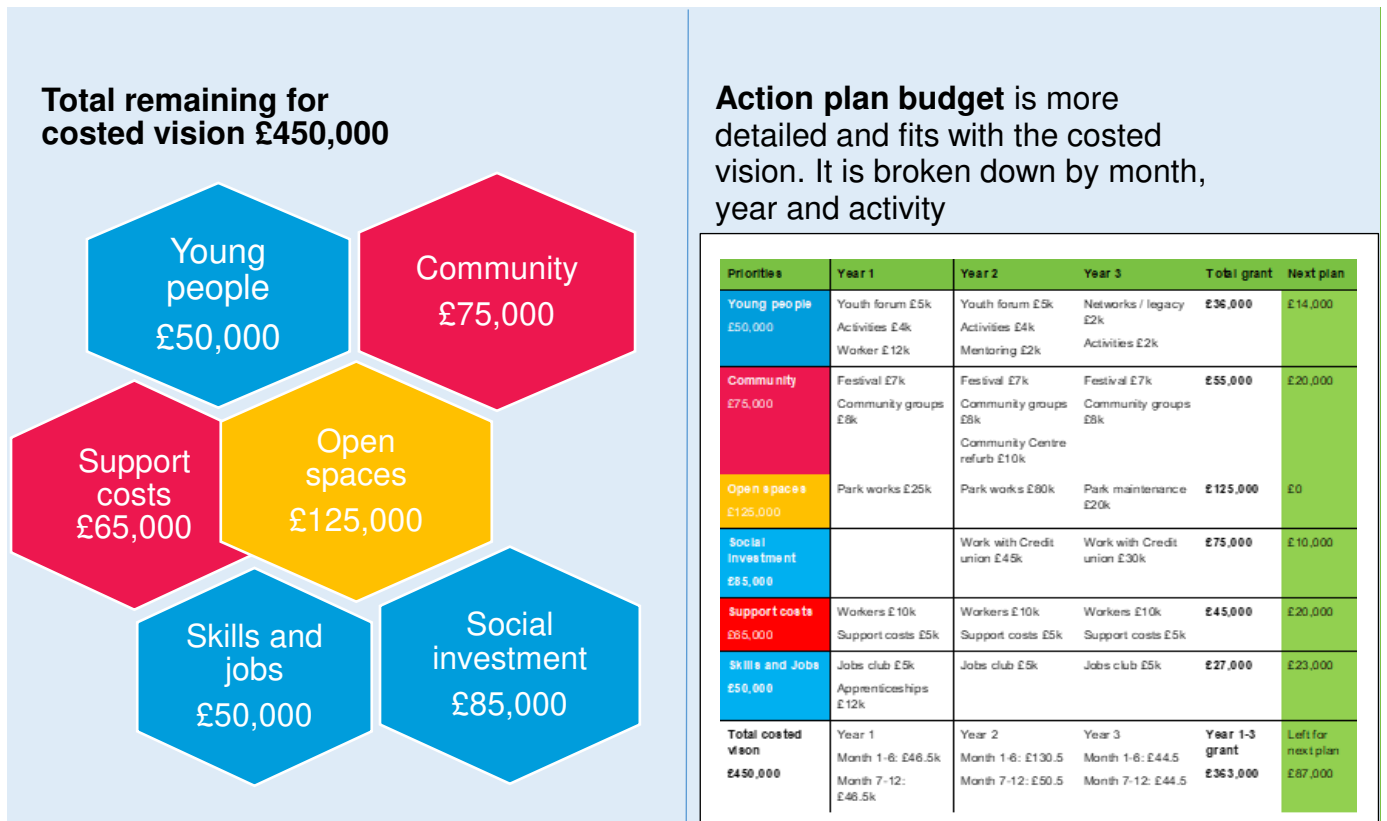 Total remaining for
costed vision £450,000
Young
people
£50,000
Community
£75,000
Support
costs
£65,000
Open
spaces
£125,000
Skills and
jobs
£50,000
Social
investment
£85,000
Action plan budget is more
detailed and fits with the costed
vision. It is broken down by month,
year and activity
Priorities Year 1 Year 2 Year 3 Total grant Next plan
Young people
£50,000
Youth forum £5k
Activities £4k
Worker £12k
Youth forum £5k
Activities £4k
Mentoring £2k
Networks / legacy
£2k
Activities £2k
£36,000
£14,000
Community
£75,000
Festival £7k
Community groups
£8k
Festival £7k
Community groups
£8k
Community Centre
refurb £10k
Festival £7k
Community groups
£8k
£55,000
£20,000
Open spaces
£125,000
Park works £25k
Park works £80k
Park maintenance
£20k
£125,000
£0
Social
Investment
£85,000
Work with Credit
union £45k
Work with Credit
union £30k
£75,000
£10,000
Support costs
£65,000
Workers £10k
Support costs £5k
Workers £10k
Support costs £5k
Workers £10k
Support costs £5k
£45,000
£20,000
Skills and Jobs
£50,000
Jobs club £5k
Apprenticeships
£12k
Jobs club £5k
Jobs club £5k
£27,000
£23,000
Total costed
vison
£450,000
Year 1
Month 1-6: £46.5k
Month 7-12:
£46.5k
Year 2
Month 1-6: £130.5
Month 7-12: £50.5
Year 3
Month 1-6: £44.5
Month 7-12: £44.5
Year 1-3
grant
£363,000
Left for
next plan
£87,000